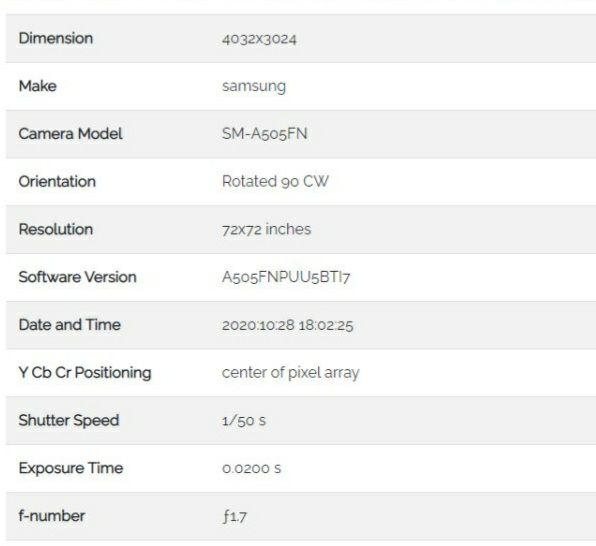 Dimension 4032x3024
Make samsung
Camera Model SM-A505FN
Orientation Rotated 90 CW
Resolution 72x72 inches
Software Version A505FNPUU5BTI7
Date and Time 2020:10:28 18:02:25
Y Cb Cr Positioning center of pixel array
Shutter Speed 1/50 s
Exposure Time 0.0200 s
f-number ƒ1.7